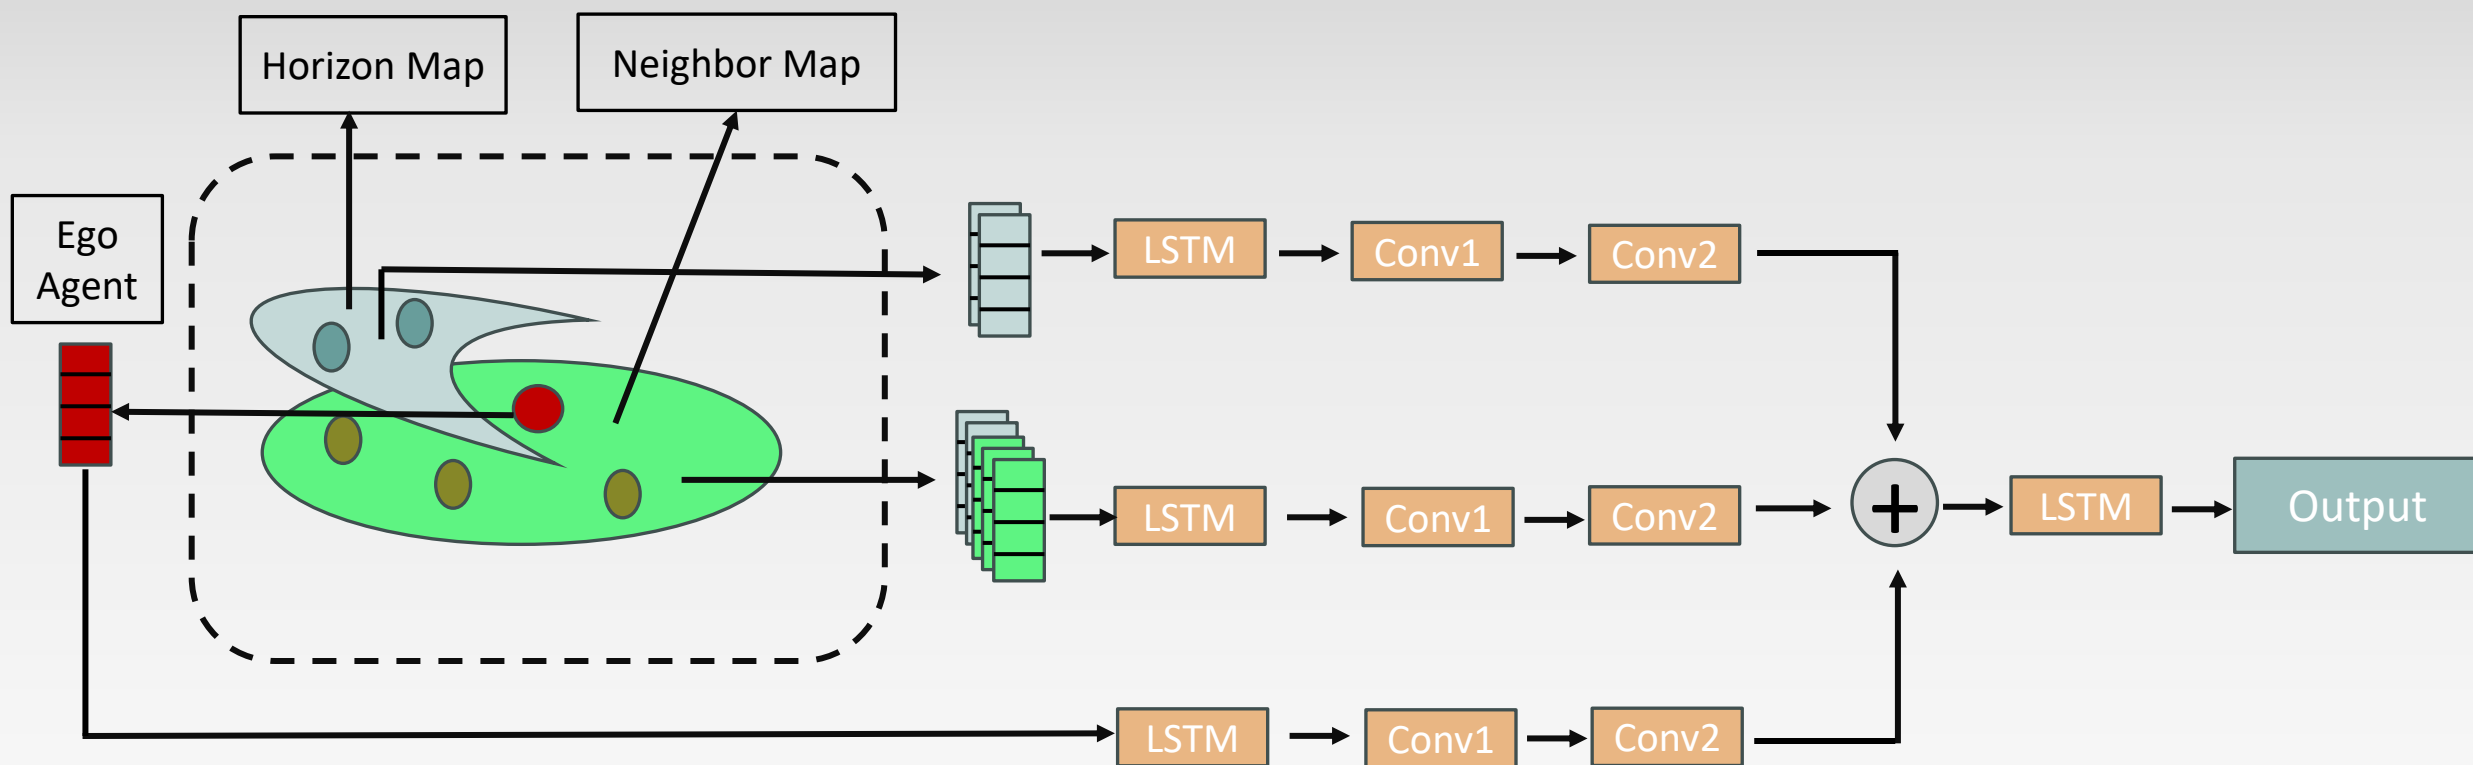 Horizon Map
Neighbor Map
Ego
Agent
LSTM
Conv1
Conv2
LSTM
Conv1
Conv2
+
LSTM
Output
LSTM
Conv1
Conv2